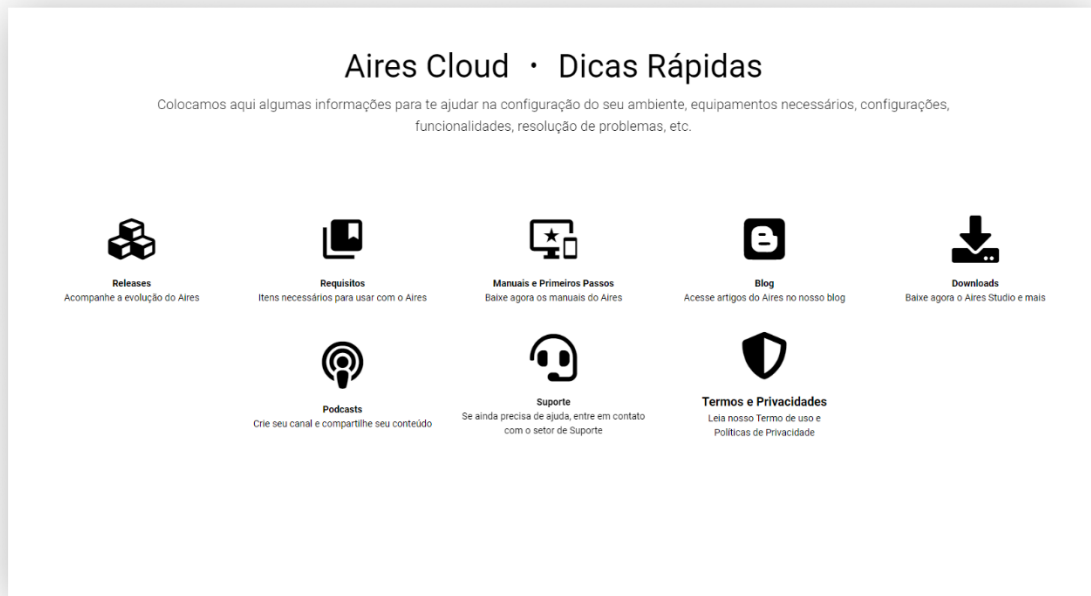 Aires Cloud · Dicas Rápidas
Colocamos aqui algumas informações para te ajudar na configuração do seu ambiente, equipamentos necessários, configurações,
funcionalidades, resolução de problemas, etc.
Releases
Acompanhe a evolução do Aires
Requisitos
Itens necessários para usar com o Aires
Manuais e Primeiros Passos
Baixe agora os manuais do Aires
Blog
Acesse artigos do Aires no nosso blog
Downloads
Baixe agora o Aires Studio e mais
Podcasts
Crie seu canal e compartilhe seu conteúdo
Suporte
Se ainda precisa de ajuda, entre em contato
com o setor de Suporte
Termos e Privacidades
Leia nosso Termo de uso e
Políticas de Privacidade